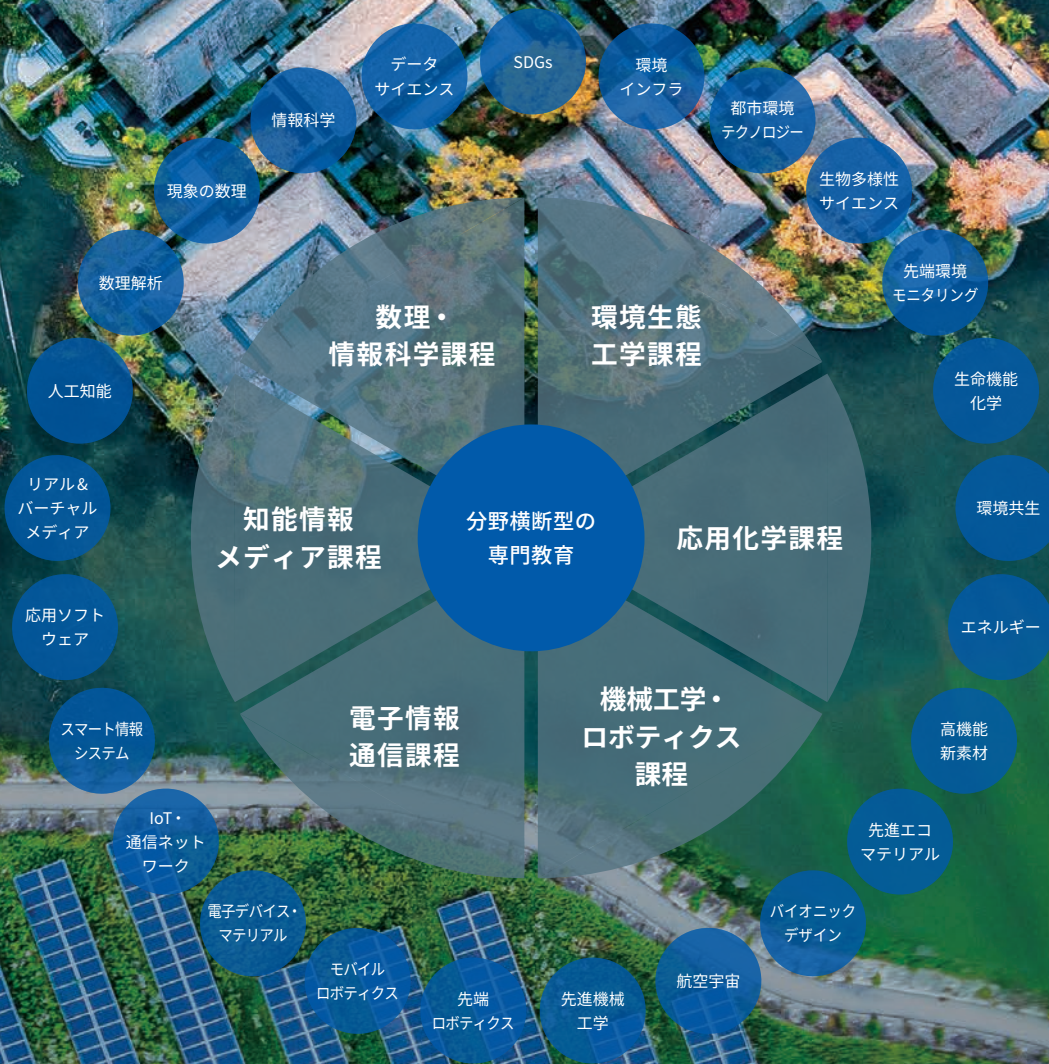 SDGs
環境
インフラ
都市環境
テクノロジー
生物多様性
サイエンス
先端環境
モニタリング
生命機能
化学
環境共生
エネルギー
高機能
新素材
先進エコ
マテリアル
バイオニック
デザイン
航空宇宙
先進機械
工学
先端
ロボティクス
モバイル
ロボティクス
電子デバイス・
マテリアル
IoT・
通信ネット
ワーク
スマート情報
システム
応用ソフト
ウェア
リアル＆
バーチャル
メディア
人工知能
数理解析
現象の数理
情報科学
データ
サイエンス
数理・
情報科学課程
環境生態
工学課程
応用化学課程
機械工学・
ロボティクス
課程
電子情報
通信課程
知能情報
メディア課程
分野横断型の
専門教育